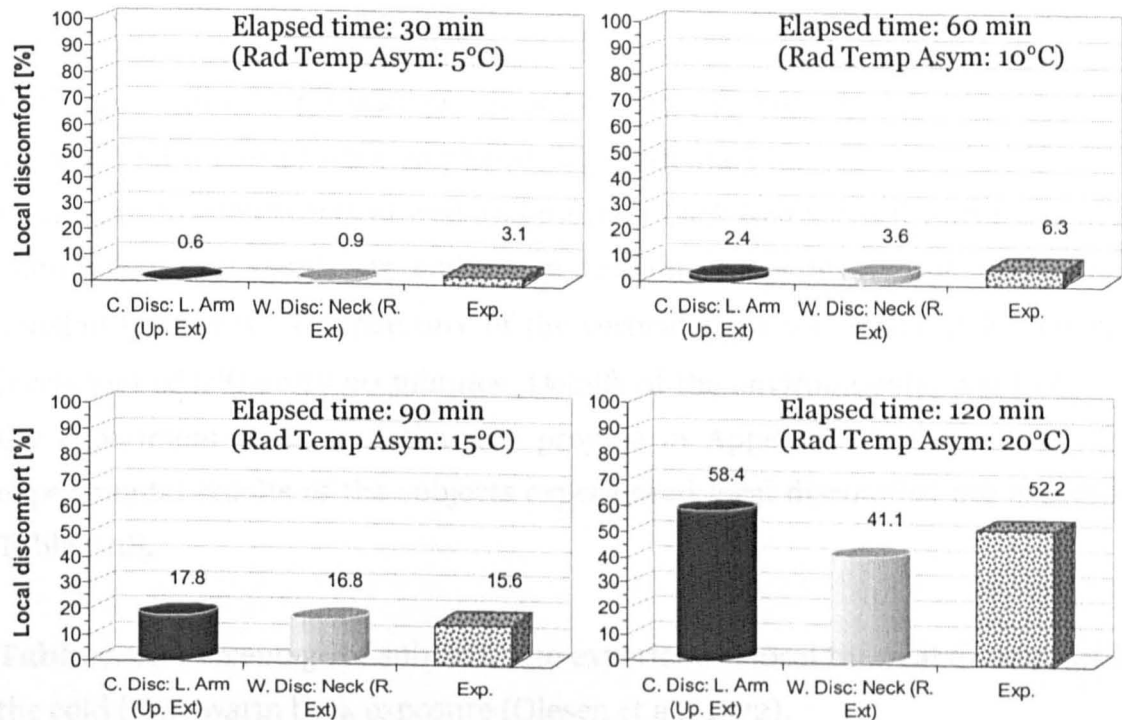 Elapsed time: 30 min
(Rad Temp Asym: 5°C)
Local discomfort [%]
100
90
80
70
60
50
40
30
20
10
0
0.6
0.9
3.1
C. Disc: L. Arm
(Up. Ext)
W. Disc: Neck (R.
Ext)
Exp.
Elapsed time: 60 min
(Rad Temp Asym: 10°C)
100
90
80
70
60
50
40
30
20
10
0
2.4
3.6
6.3
C. Disc: L. Arm
(Up. Ext)
W. Disc: Neck (R.
Ext)
Exp.
Elapsed time: 90 min
(Rad Temp Asym: 15°C)
Local discomfort [%]
100
90
80
70
60
50
40
30
20
10
0
17.8
16.8
15.6
C. Disc: L. Arm
(Up. Ext)
W. Disc: Neck (R.
Ext)
Exp.
Elapsed time: 120 min
(Rad Temp Asym: 20°C)
100
90
80
70
60
50
40
30
20
10
0
58.4
41.1
52.2
C. Disc: L. Arm
(Up. Ext)
W. Disc: Neck (R.
Ext)
Exp.